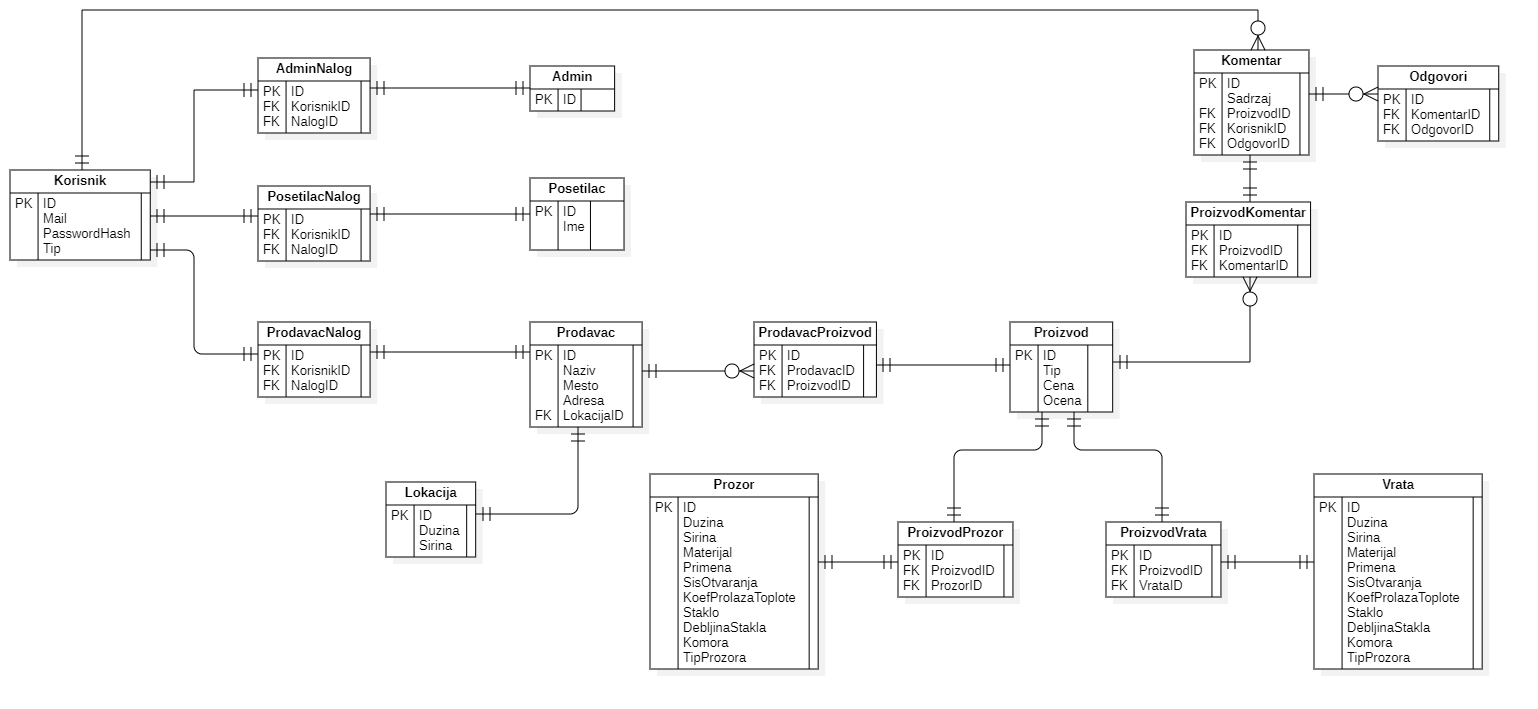 AdminNalog
PK ID
FK KorisnikID
FK NalogID
Admin
PK ID
Komentar
PK ID
Sadrzaj
FK ProizvodID
FK KorisnikID
FK OdgovorID
Odgovori
PK ID
FK KomentarID
FK OdgovorID
Korisnik
PK ID
Mail
PasswordHash
Tip
PosetilacNalog
PK ID
FK KorisnikID
FK NalogID
Posetilac
PK ID
Ime
ProizvodKomentar
PK ID
FK ProizvodID
FK KomentarID
ProdavacNalog
PK ID
FK KorisnikID
FK NalogID
Prodavac
PK ID
Naziv
Mesto
Adresa
FK LokacijaID
ProdavacProizvod
PK ID
FK ProdavacID
FK ProizvodID
Proizvod
PK ID
Tip
Cena
Ocena
Lokacija
PK ID
Duzina
Sirina
Prozor
PK ID
Duzina
Sirina
Materijal
Primena
SisOtvaranja
KoefProlazaToplote
Staklo
DebljinaStakla
Komora
TipProzora
ProizvodProzor
PK ID
FK ProizvodID
FK ProzorID
ProizvodVrata
PK ID
FK ProizvodID
FK VrataID
Vrata
PK ID
Duzina
Sirina
Materijal
Primena
SisOtvaranja
KoefProlazaToplote
Staklo
DebljinaStakla
Komora
TipProzora